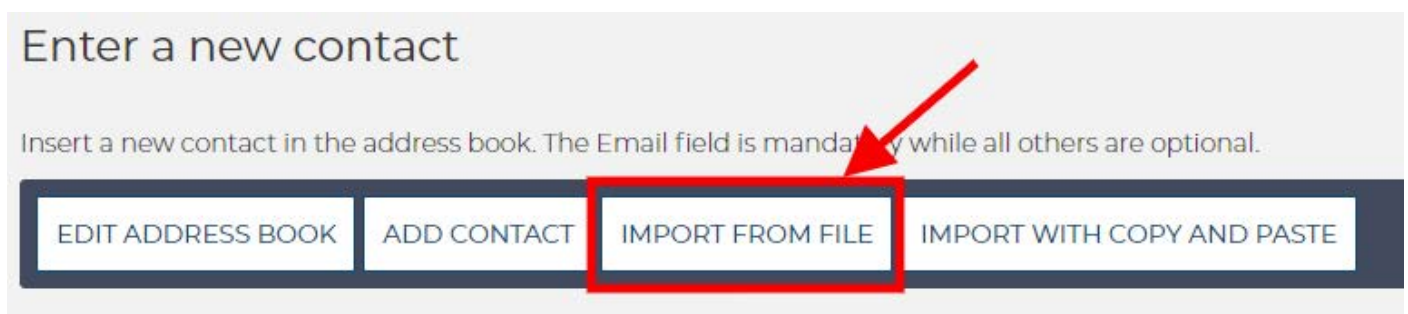 Enter a new contact
Insert a new contact in the address book. The Email field is mandatory while all others are optional.
EDIT ADDRESS BOOK ADD CONTACT IMPORT FROM FILE IMPORT WITH COPY AND PASTE